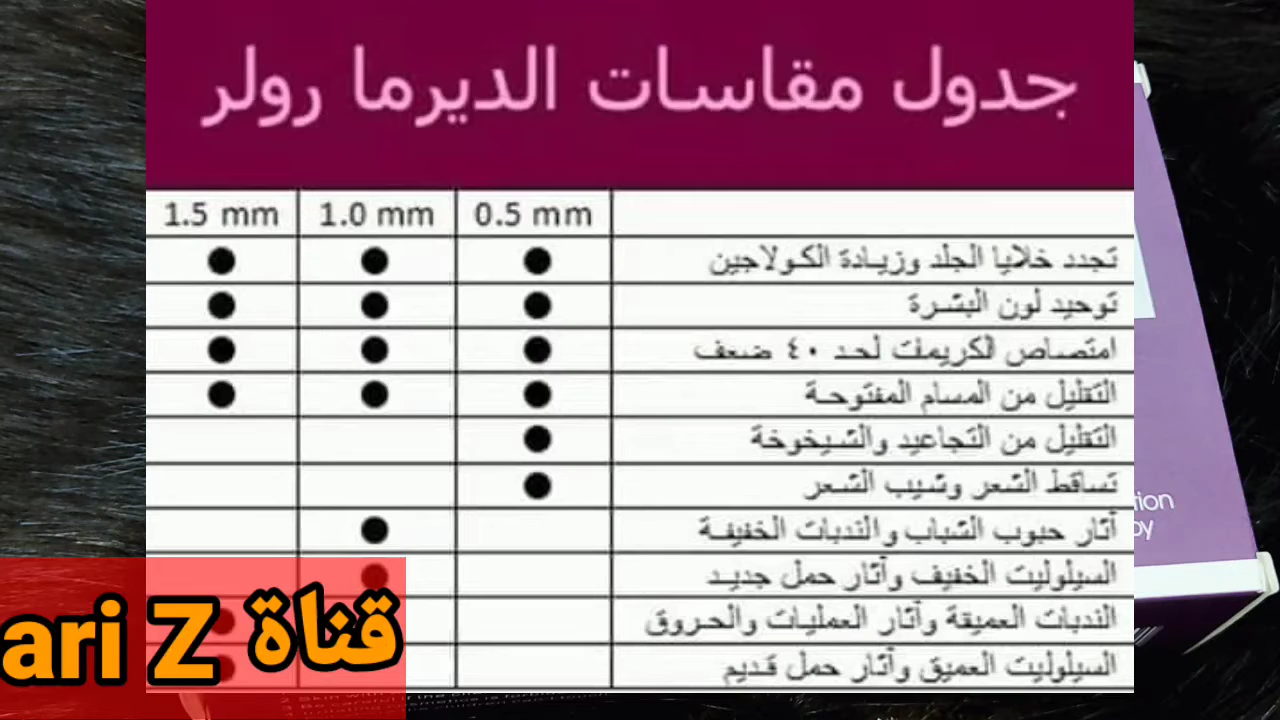 جدول مقاسات الديرما رولر
0.5 mm 1.0 mm 1.5 mm
تجدد خلايا الجلد وزيادة الكولاجين
توحيد لون البشرة
امتصاص الكريمات لحد ٤٠ ضعف
التقليل من المسام المفتوحة
التقليل من التجاعيد والشيخوخة
تساقط الشعر وشيب الشعر
آثار حبوب الشباب والندبات الخفيفة
السيلوليت الخفيف وآثار حمل جديد
الندبات العميقة وآثار العمليات والحروق
السيلوليت العميق وآثار حمل قديم
قناة ari Z
tion
by